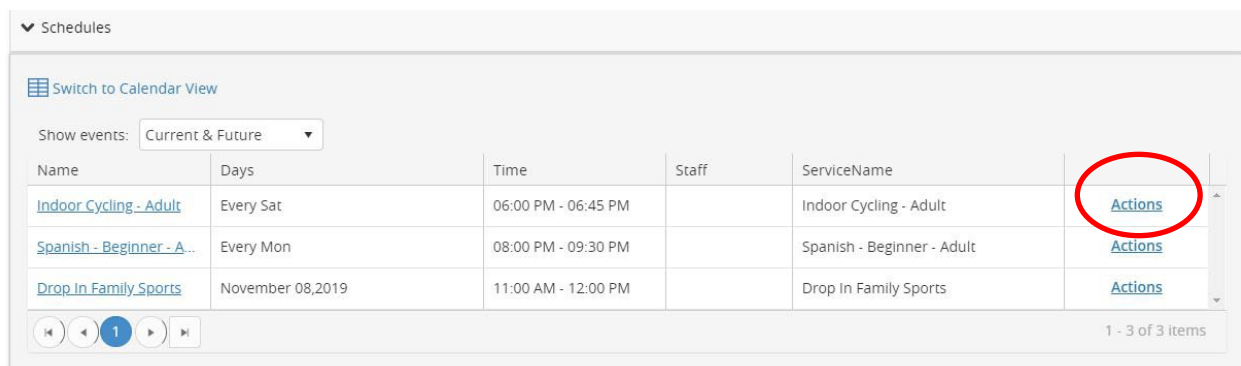 Schedules
Switch to Calendar View
Show events: Current & Future
Name Days Time Staff ServiceName
Indoor Cycling - Adult Every Sat 06:00 PM - 06:45 PM Indoor Cycling - Adult Actions
Spanish - Beginner - A... Every Mon 08:00 PM - 09:30 PM Spanish - Beginner - Adult Actions
Drop In Family Sports November 08,2019 11:00 AM - 12:00 PM Drop In Family Sports Actions
1 1 - 3 of 3 items